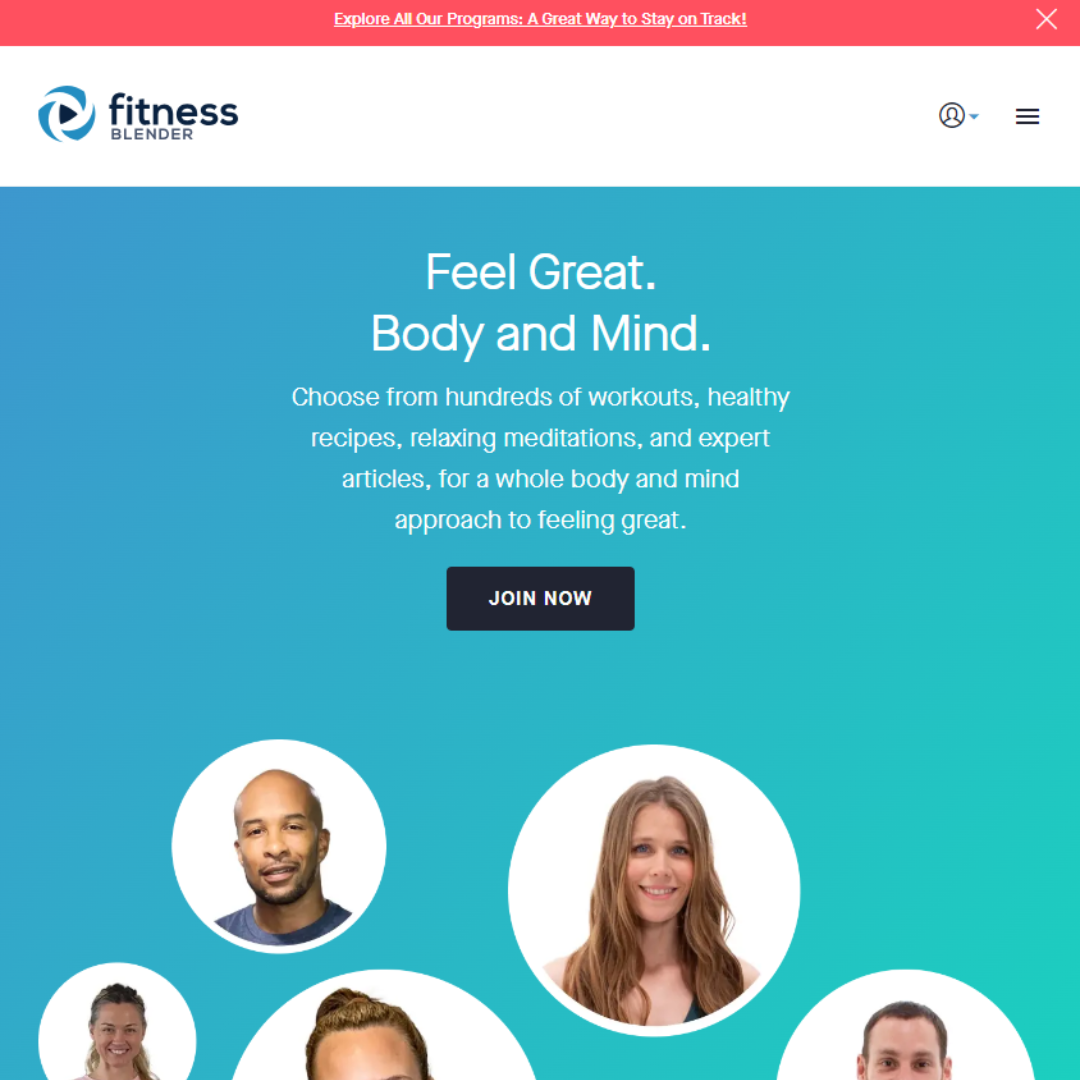 Explore All Our Programs: A Great Way to Stay on Track!
fitness
BLENDER
Feel Great.
Body and Mind.
Choose from hundreds of workouts, healthy
recipes, relaxing meditations, and expert
articles, for a whole body and mind
approach to feeling great.
JOIN NOW